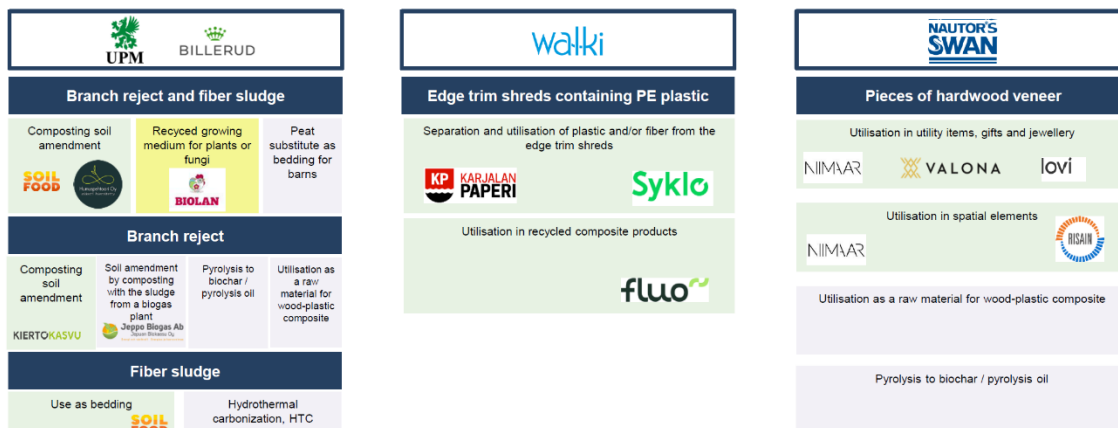 UPM
BILLERUD
Branch reject and fiber sludge
Composting soil
amendment
SOIL
FOOD
Recyced growing
medium for plants or
fungi
BIOLAN
Peat
substitute as
bedding for
barns
Branch reject
Composting
soil
amendment
KIERTOKASVU
Soil amendment
by composting
with the sludge
from a biogas
plant
Jeppo Biogas Ab
Pyrolysis to
biochar /
pyrolysis oil
Utilisation as
a raw
material for
wood-plastic
composite
Fiber sludge
Use as bedding
SOIL
FOOD
Hydrothermal
carbonization, HTC
walki
Edge trim shreds containing PE plastic
Separation and utilisation of plastic and/or fiber from the
edge trim shreds
KP
KARJALAN
PAPERI
Syklo
Utilisation in recycled composite products
fluo
NAUTOR'S
SWAN
Pieces of hardwood veneer
Utilisation in utility items, gifts and jewellery
NIIMAAR
VALONA
lovi
Utilisation in spatial elements
NIIMAAR
RISAIN
Utilisation as a raw material for wood-plastic composite
Pyrolysis to biochar / pyrolysis oil